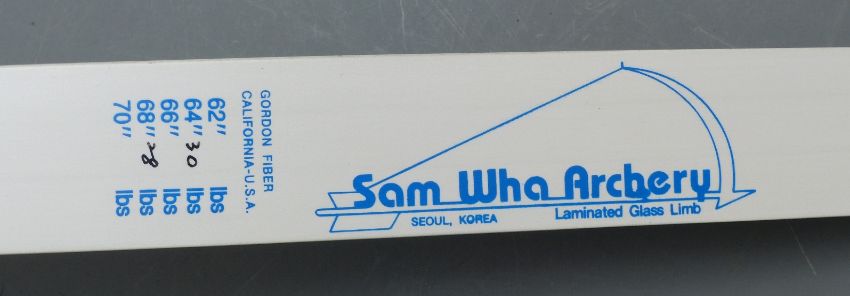 GORDON FIBER
CALIFORNIA-U.S.A.
62" lbs
64" 30 lbs
66" lbs
68" 28 lbs
70" lbs
Sam Wha Archery
SEOUL, KOREA
Laminated Glass Limb